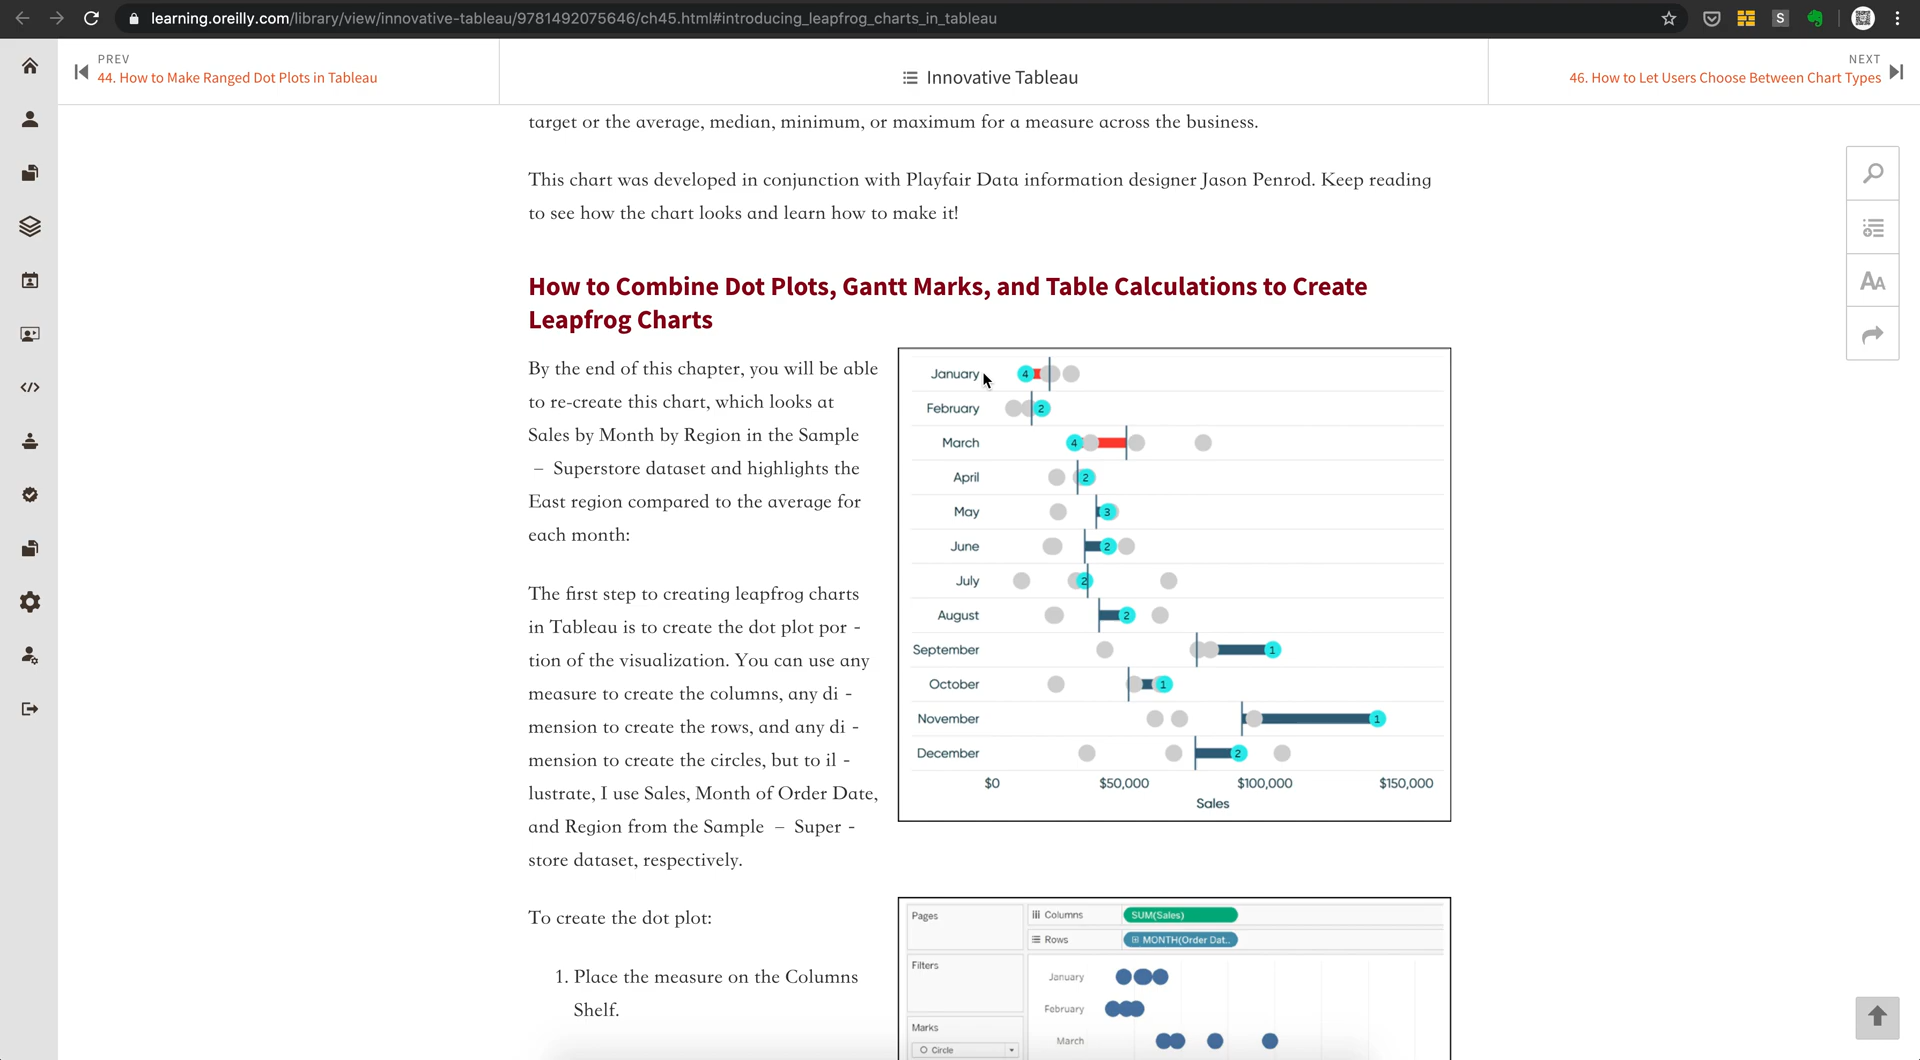 learning.oreilly.com/library/view/innovative-tableau/9781492075646/ch45.html#introducing_leapfrog_charts_in_tableau
S
PREV
44. How to Make Ranged Dot Plots in Tableau
Innovative Tableau
NEXT
46. How to Let Users Choose Between Chart Types
target or the average, median, minimum, or maximum for a measure across the business.
This chart was developed in conjunction with Playfair Data information designer Jason Penrod. Keep reading
to see how the chart looks and learn how to make it!
How to Combine Dot Plots, Gantt Marks, and Table Calculations to Create
Leapfrog Charts
By the end of this chapter, you will be able
to re-create this chart, which looks at
Sales by Month by Region in the Sample
– Superstore dataset and highlights the
East region compared to the average for
each month:
The first step to creating leapfrog charts
in Tableau is to create the dot plot por -
tion of the visualization. You can use any
measure to create the columns, any di -
mension to create the rows, and any di -
mension to create the circles, but to il -
lustrate, I use Sales, Month of Order Date,
and Region from the Sample – Super -
store dataset, respectively.
To create the dot plot:
1. Place the measure on the Columns
Shelf.
January 4
February 2
March 4
April 2
May 3
June 2
July 2
August 2
September 1
October 1
November 1
December 2
$0 $50,000 $100,000 $150,000
Sales
Pages
Columns SUM(Sales)
Rows MONTH(Order Dat..
Filters
January
February
Marks
March
Circle
AA